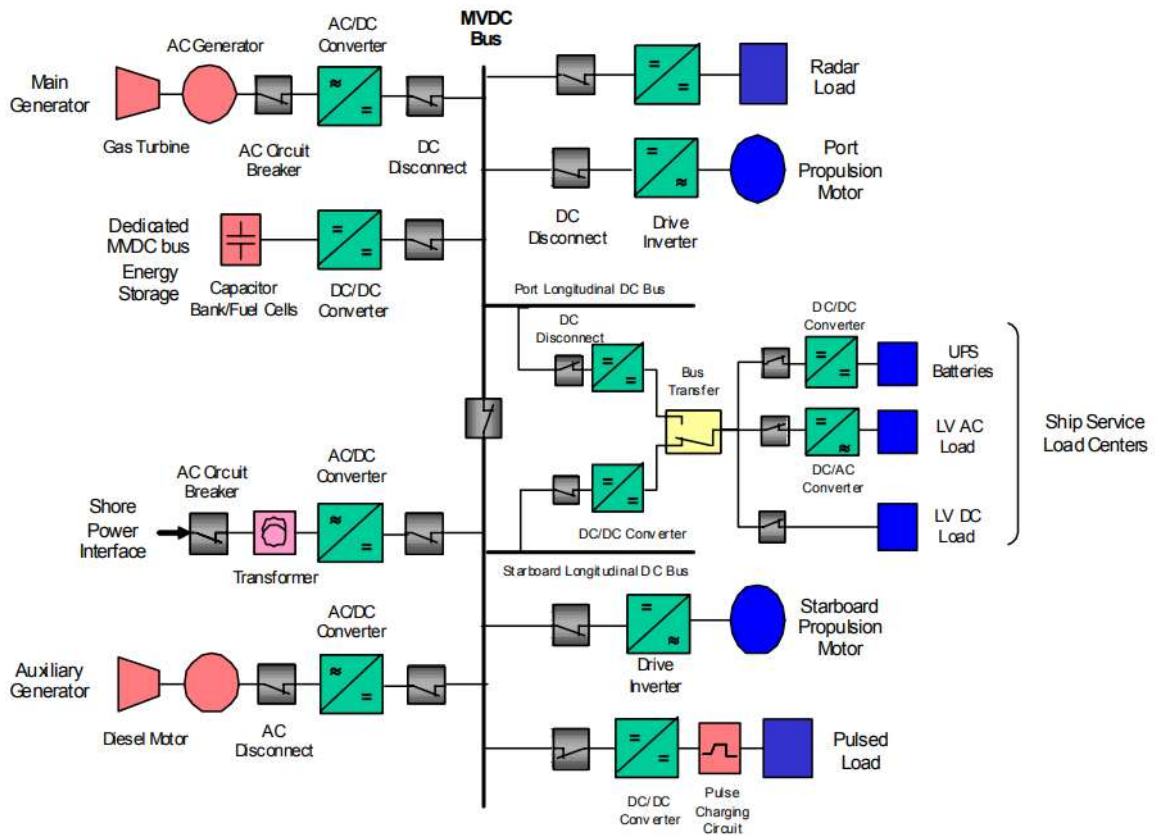 MVDC
Bus
AC/DC
Converter
AC Generator
Main
Generator
Gas Turbine
AC Circuit
Breaker
DC
Disconnect
Radar
Load
Port
Propulsion
Motor
DC
Disconnect
Drive
Inverter
Dedicated
MVDC bus
Energy
Storage
Capacitor
Bank/Fuel Cells
DC/DC
Converter
Port Longitudinal DC Bus
DC
Disconnect
Bus
Transfer
DC/DC
Converter
UPS
Batteries
LV AC
Load
DC/AC
Converter
LV DC
Load
Ship Service
Load Centers
DC/DC Converter
Starboard Longitudinal DC Bus
AC Circuit
Breaker
AC/DC
Converter
Shore
Power
Interface
Transformer
AC/DC
Converter
Auxiliary
Generator
Diesel Motor
AC
Disconnect
Starboard
Propulsion
Motor
Drive
Inverter
Pulsed
Load
DC/DC
Converter
Pulse
Charging
Circuit